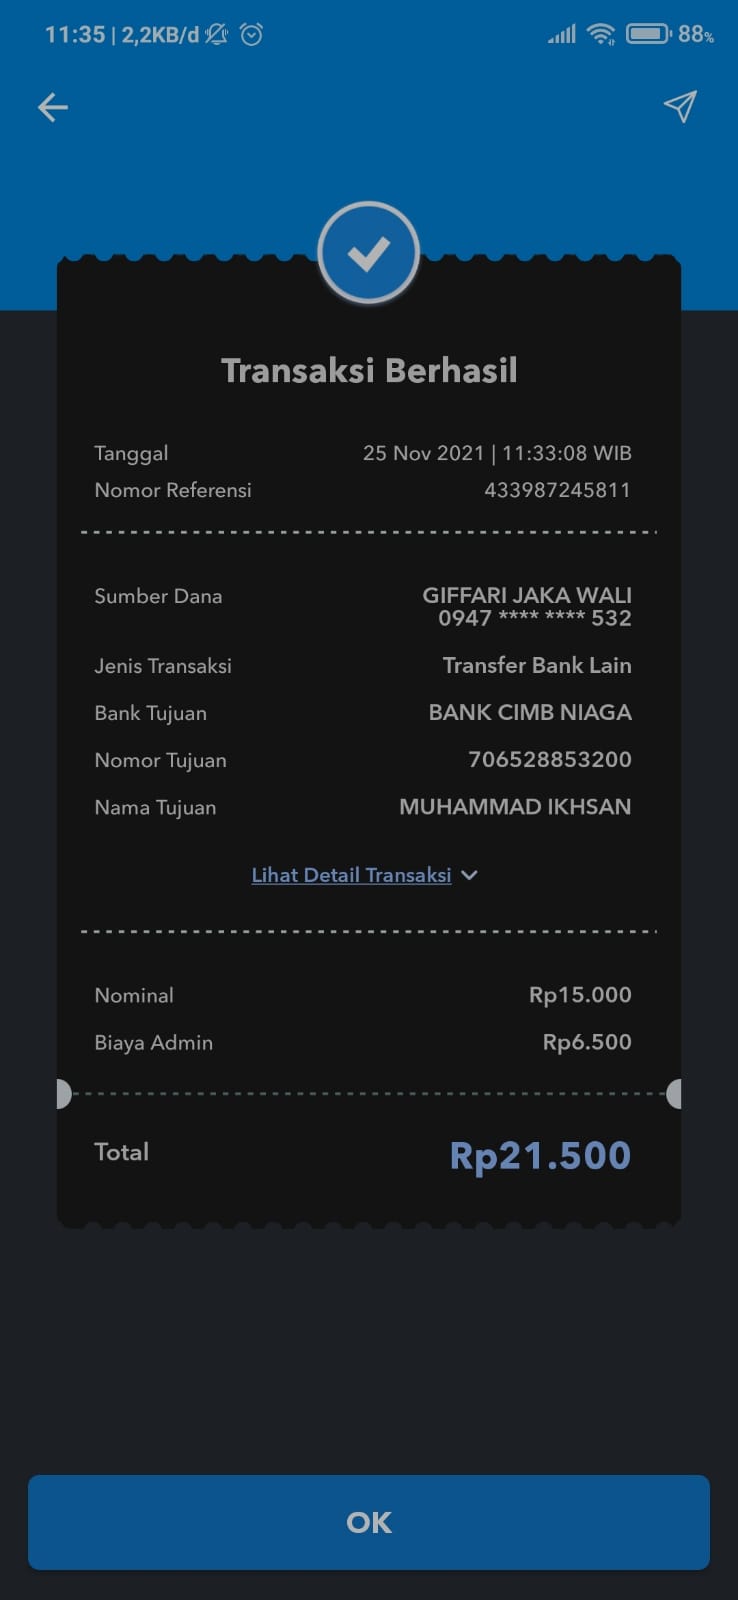 11:35 | 2,2KB/d 88%
Transaksi Berhasil
Tanggal 25 Nov 2021 | 11:33:08 WIB
Nomor Referensi 433987245811
Sumber Dana GIFFARI JAKA WALI
0947 **** **** 532
Jenis Transaksi Transfer Bank Lain
Bank Tujuan BANK CIMB NIAGA
Nomor Tujuan 706528853200
Nama Tujuan MUHAMMAD IKHSAN
Lihat Detail Transaksi
Nominal Rp15.000
Biaya Admin Rp6.500
Total Rp21.500
OK